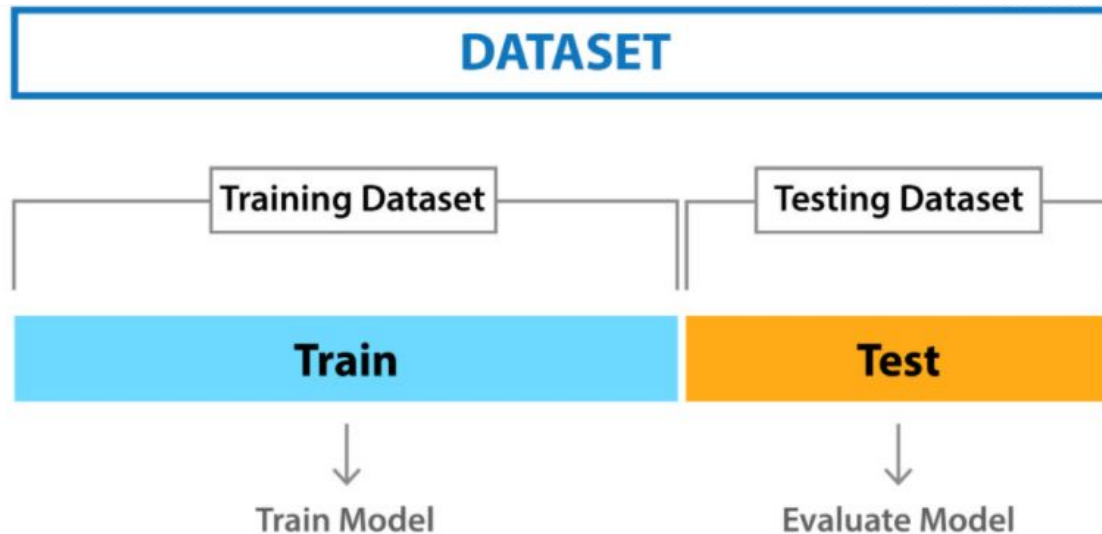 DATASET
Training Dataset
Testing Dataset
Train
Test
Train Model
Evaluate Model